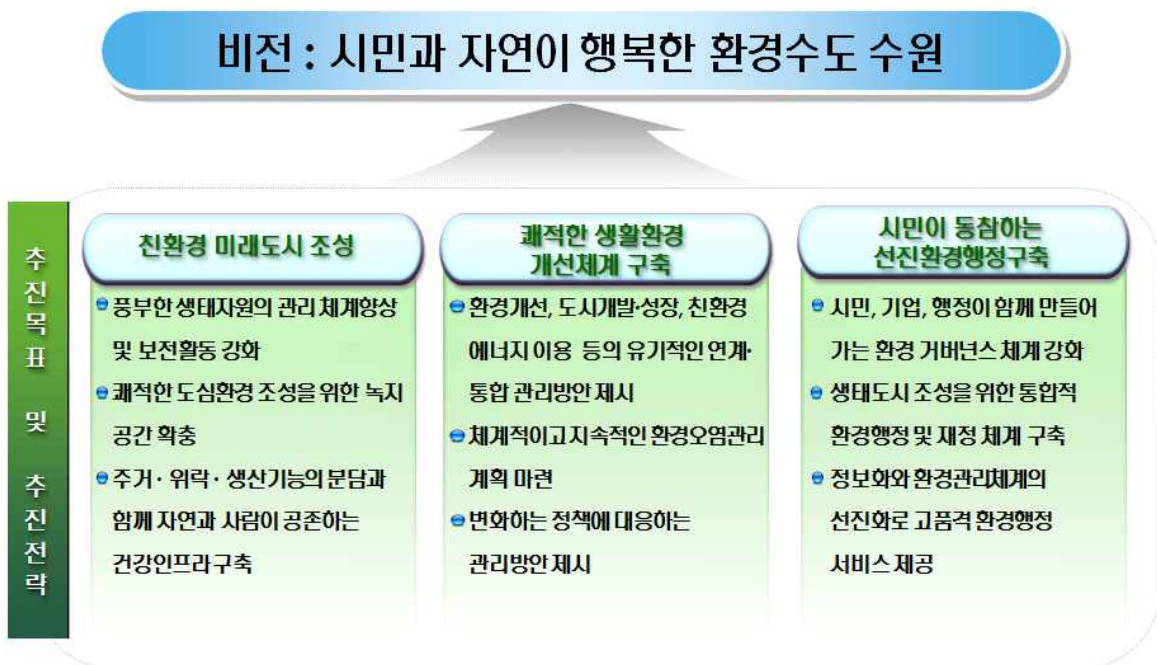 비전 : 시민과 자연이 행복한 환경수도 수원
추진목표 및 추진전략
친환경 미래도시 조성
풍부한 생태자원의 관리 체계향상
및 보전활동 강화
쾌적한 도심환경 조성을 위한 녹지
공간 확충
주거 · 위락 · 생산기능의 분담과
함께 자연과 사람이 공존하는
건강인프라 구축
쾌적한 생활환경
개선체계 구축
환경개선, 도시개발·성장, 친환경
에너지 이용 등의 유기적인 연계·
통합 관리방안 제시
체계적이고 지속적인 환경오염관리
계획 마련
변화하는 정책에 대응하는
관리방안 제시
시민이 동참하는
선진환경행정구축
시민, 기업, 행정이 함께 만들어
가는 환경 거버넌스 체계 강화
생태도시 조성을 위한 통합적
환경행정 및 재정 체계 구축
정보화와 환경관리체계의
선진화로 고품격 환경행정
서비스 제공